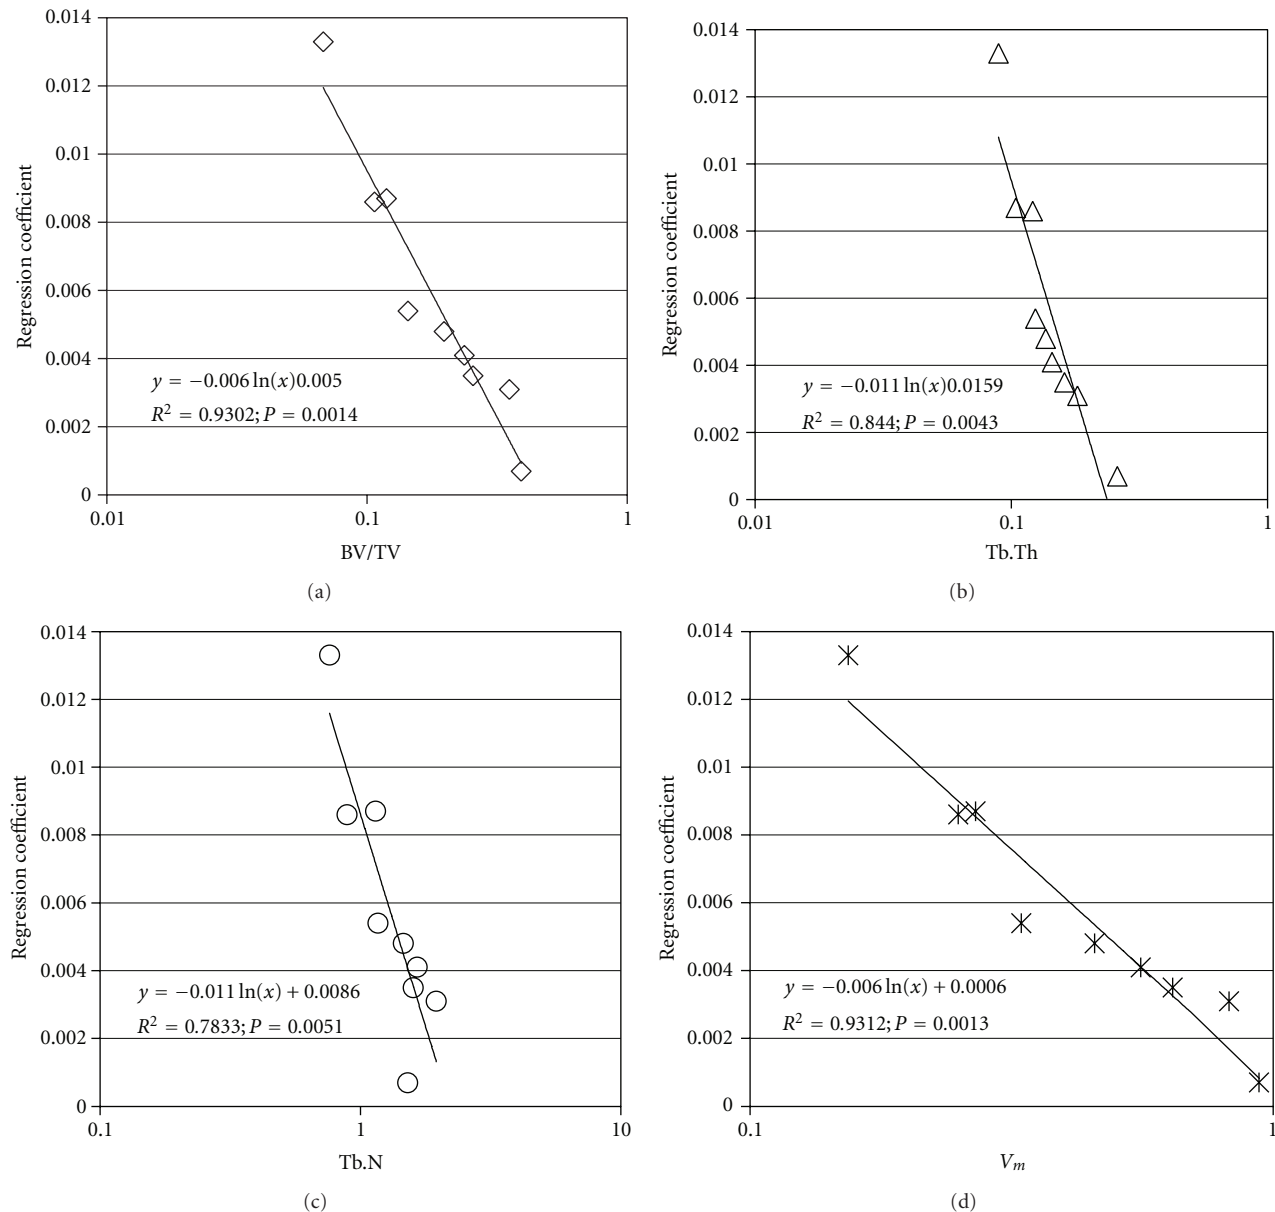 0.014
0.012
0.01
0.008
0.006
0.004
0.002
0
Regression coefficient
y = −0.006 ln(x)0.005
R² = 0.9302; P = 0.0014
0.01 0.1 1
BV/TV
(a)
0.014
0.012
0.01
0.008
0.006
0.004
0.002
0
Regression coefficient
y = −0.011 ln(x)0.0159
R² = 0.844; P = 0.0043
0.01 0.1 1
Tb.Th
(b)
0.014
0.012
0.01
0.008
0.006
0.004
0.002
0
Regression coefficient
y = −0.011 ln(x) + 0.0086
R² = 0.7833; P = 0.0051
0.1 1 10
Tb.N
(c)
0.014
0.012
0.01
0.008
0.006
0.004
0.002
0
Regression coefficient
y = −0.006 ln(x) + 0.0006
R² = 0.9312; P = 0.0013
0.1 1
Vm
(d)